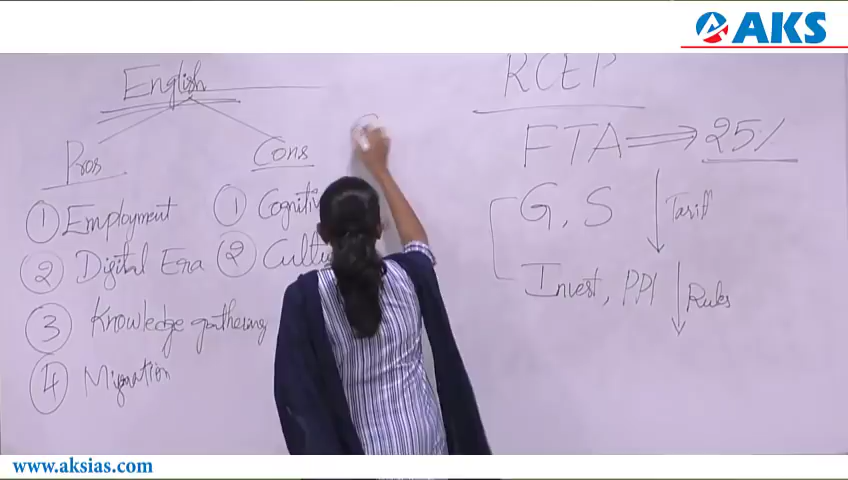 AKS
English
Pros
Cons
① Employment
② Digital Era
③ Knowledge gathering
④ Migration
① Cogniti
② Cultu
RCEP
FTA ⟹ 25%
G, S ↓ Tariff
Invest, PPI ↓ Rules
www.aksias.com